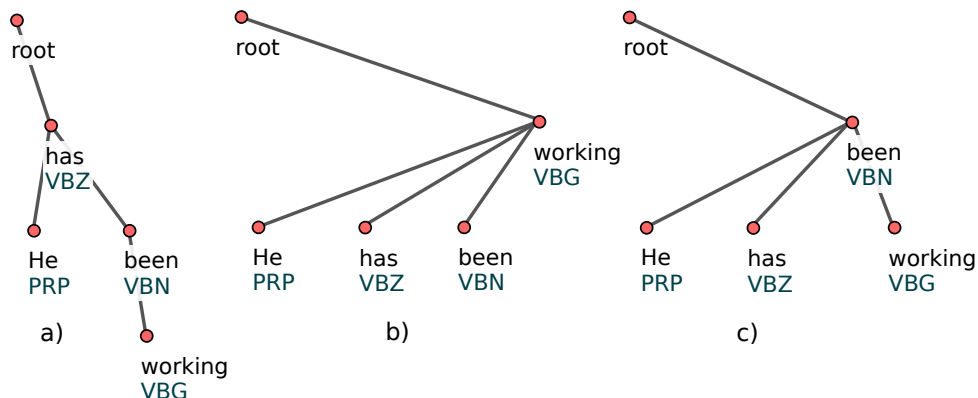 root
has
VBZ
He
PRP
been
VBN
working
VBG
a)
root
working
VBG
He
PRP
has
VBZ
been
VBN
b)
root
been
VBN
He
PRP
has
VBZ
working
VBG
c)